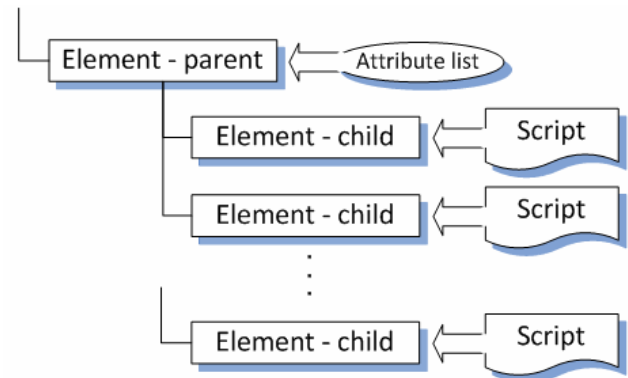 Element - parent
Attribute list
Element - child
Script
Element - child
Script
Element - child
Script